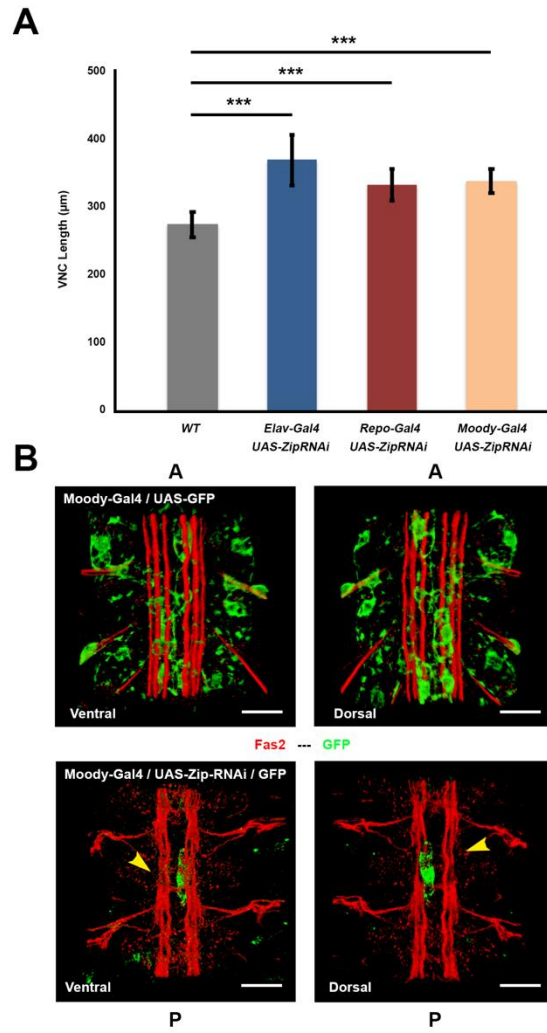 A
***
***
***
500
400
300
200
100
0
VNC Length (µm)
WT
Elav-Gal4
UAS-ZipRNAi
Repo-Gal4
UAS-ZipRNAi
Moody-Gal4
UAS-ZipRNAi
B
A
A
Moody-Gal4 / UAS-GFP
Ventral
Dorsal
Fas2 --- GFP
Moody-Gal4 / UAS-Zip-RNAi / GFP
Ventral
Dorsal
P
P